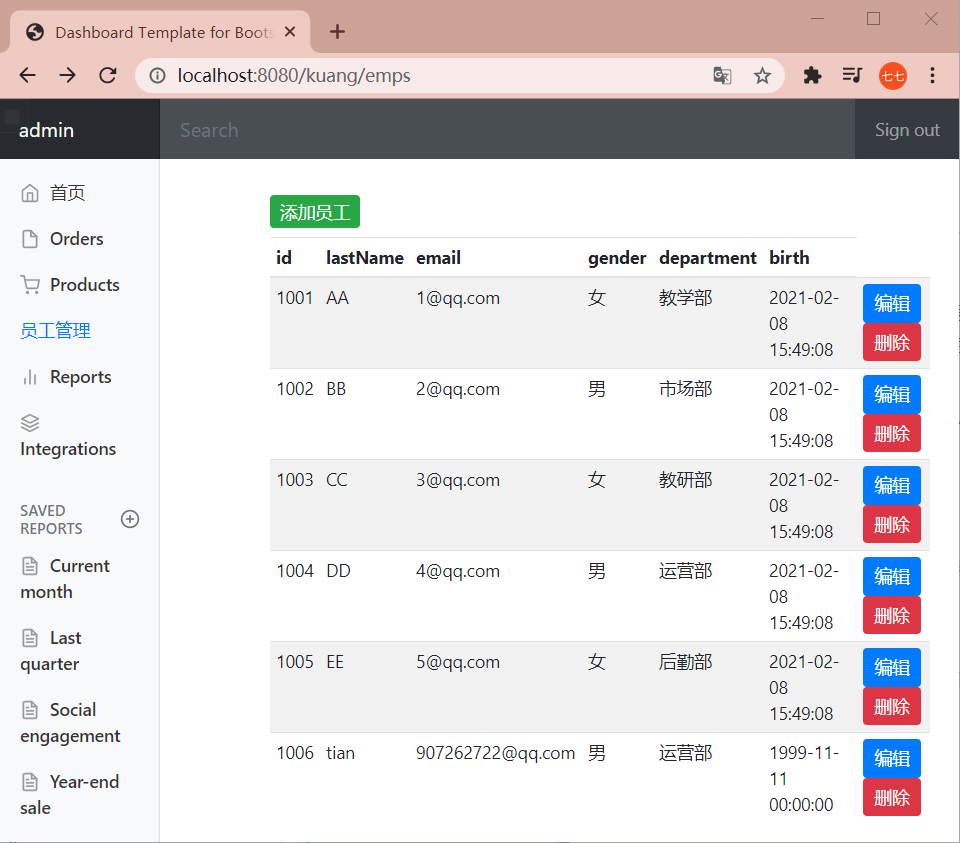 Dashboard Template for Boots
localhost:8080/kuang/emps
七七
admin
Search
Sign out
首页
Orders
Products
员工管理
Reports
Integrations
SAVED
REPORTS
Current
month
Last
quarter
Social
engagement
Year-end
sale
添加员工
id lastName email gender department birth
1001 AA 1@qq.com 女 教学部 2021-02-
08
15:49:08
编辑
删除
1002 BB 2@qq.com 男 市场部 2021-02-
08
15:49:08
编辑
删除
1003 CC 3@qq.com 女 教研部 2021-02-
08
15:49:08
编辑
删除
1004 DD 4@qq.com 男 运营部 2021-02-
08
15:49:08
编辑
删除
1005 EE 5@qq.com 女 后勤部 2021-02-
08
15:49:08
编辑
删除
1006 tian 907262722@qq.com 男 运营部 1999-11-
11
00:00:00
编辑
删除